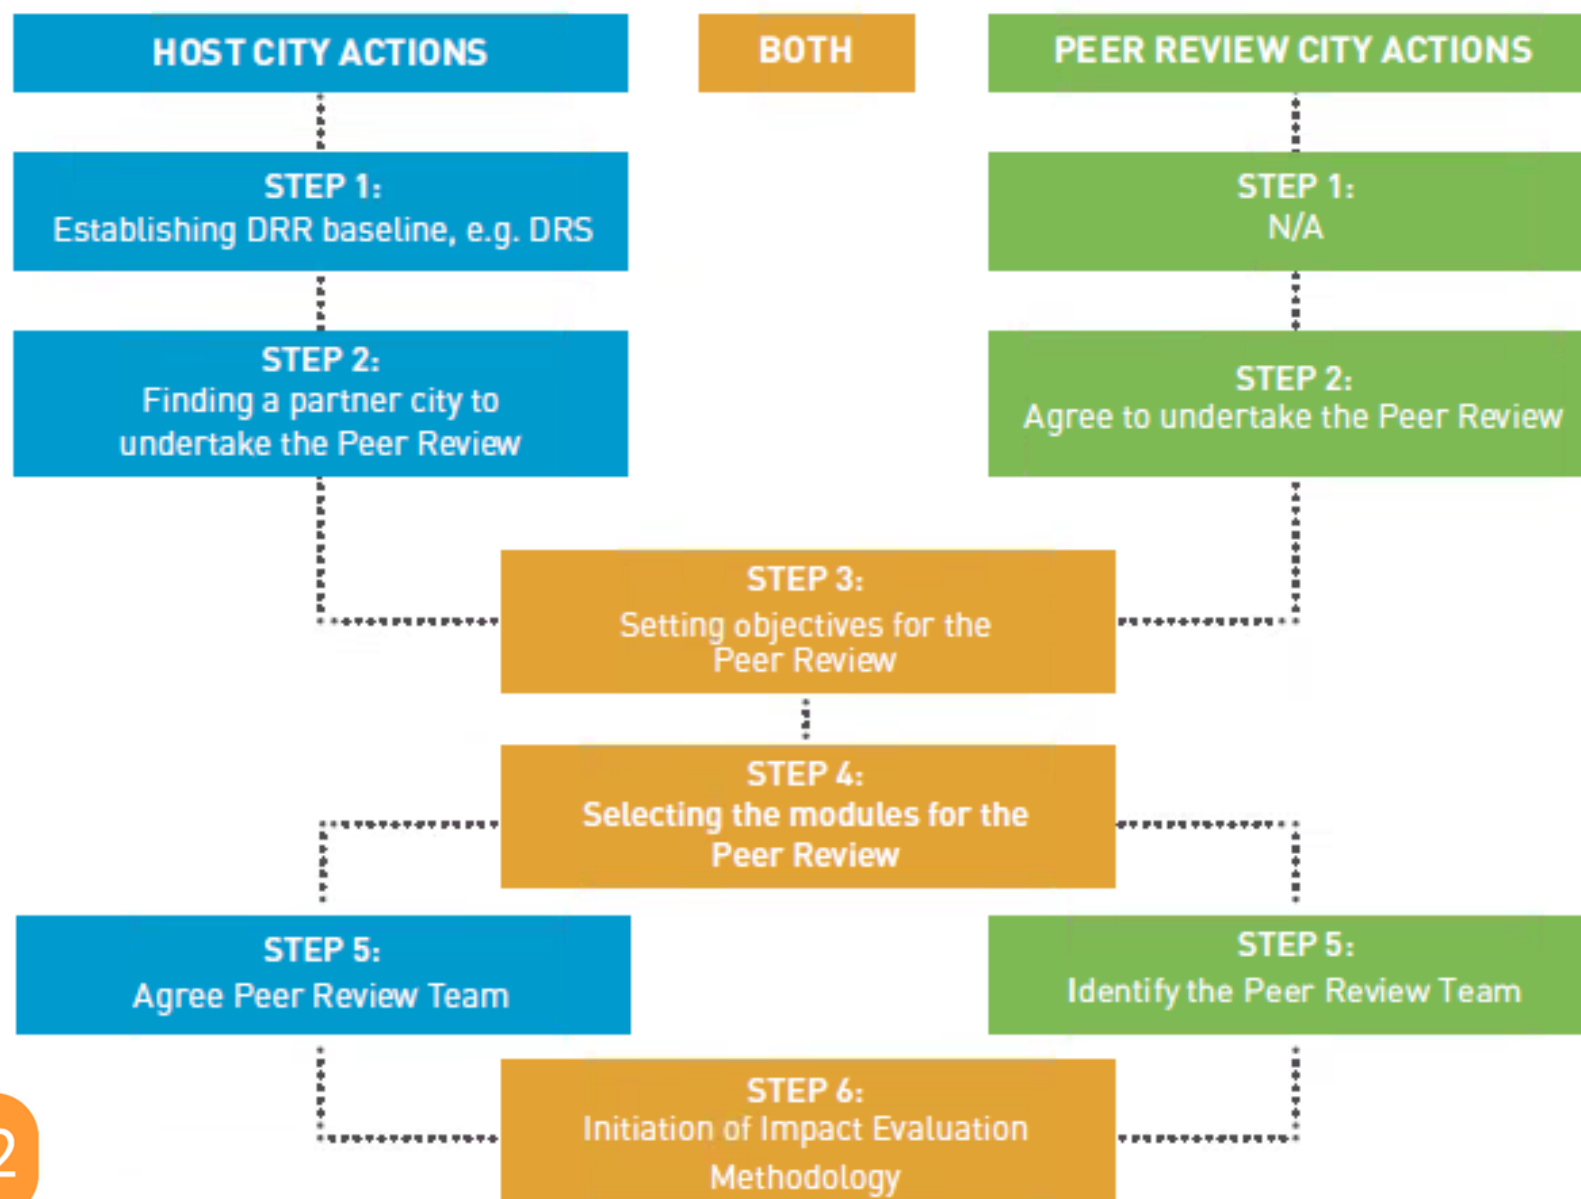 HOST CITY ACTIONS
BOTH
PEER REVIEW CITY ACTIONS
STEP 1:
Establishing DRR baseline, e.g. DRS
STEP 1:
N/A
STEP 2:
Finding a partner city to
undertake the Peer Review
STEP 2:
Agree to undertake the Peer Review
STEP 3:
Setting objectives for the
Peer Review
STEP 4:
Selecting the modules for the
Peer Review
STEP 5:
Agree Peer Review Team
STEP 5:
Identify the Peer Review Team
STEP 6:
Initiation of Impact Evaluation
Methodology
2